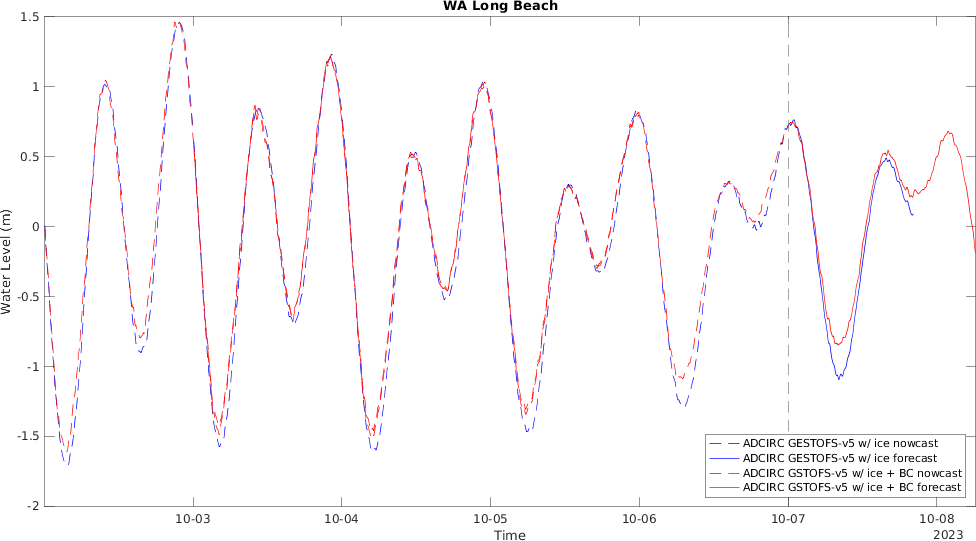 WA Long Beach
1.5
1
0.5
0
-0.5
-1
-1.5
-2
Water Level (m)
10-03
10-04
10-05
10-06
10-07
10-08
Time
2023
ADCIRC GESTOFS-v5 w/ ice nowcast
ADCIRC GESTOFS-v5 w/ ice forecast
ADCIRC GSTOFS-v5 w/ ice + BC nowcast
ADCIRC GSTOFS-v5 w/ ice + BC forecast